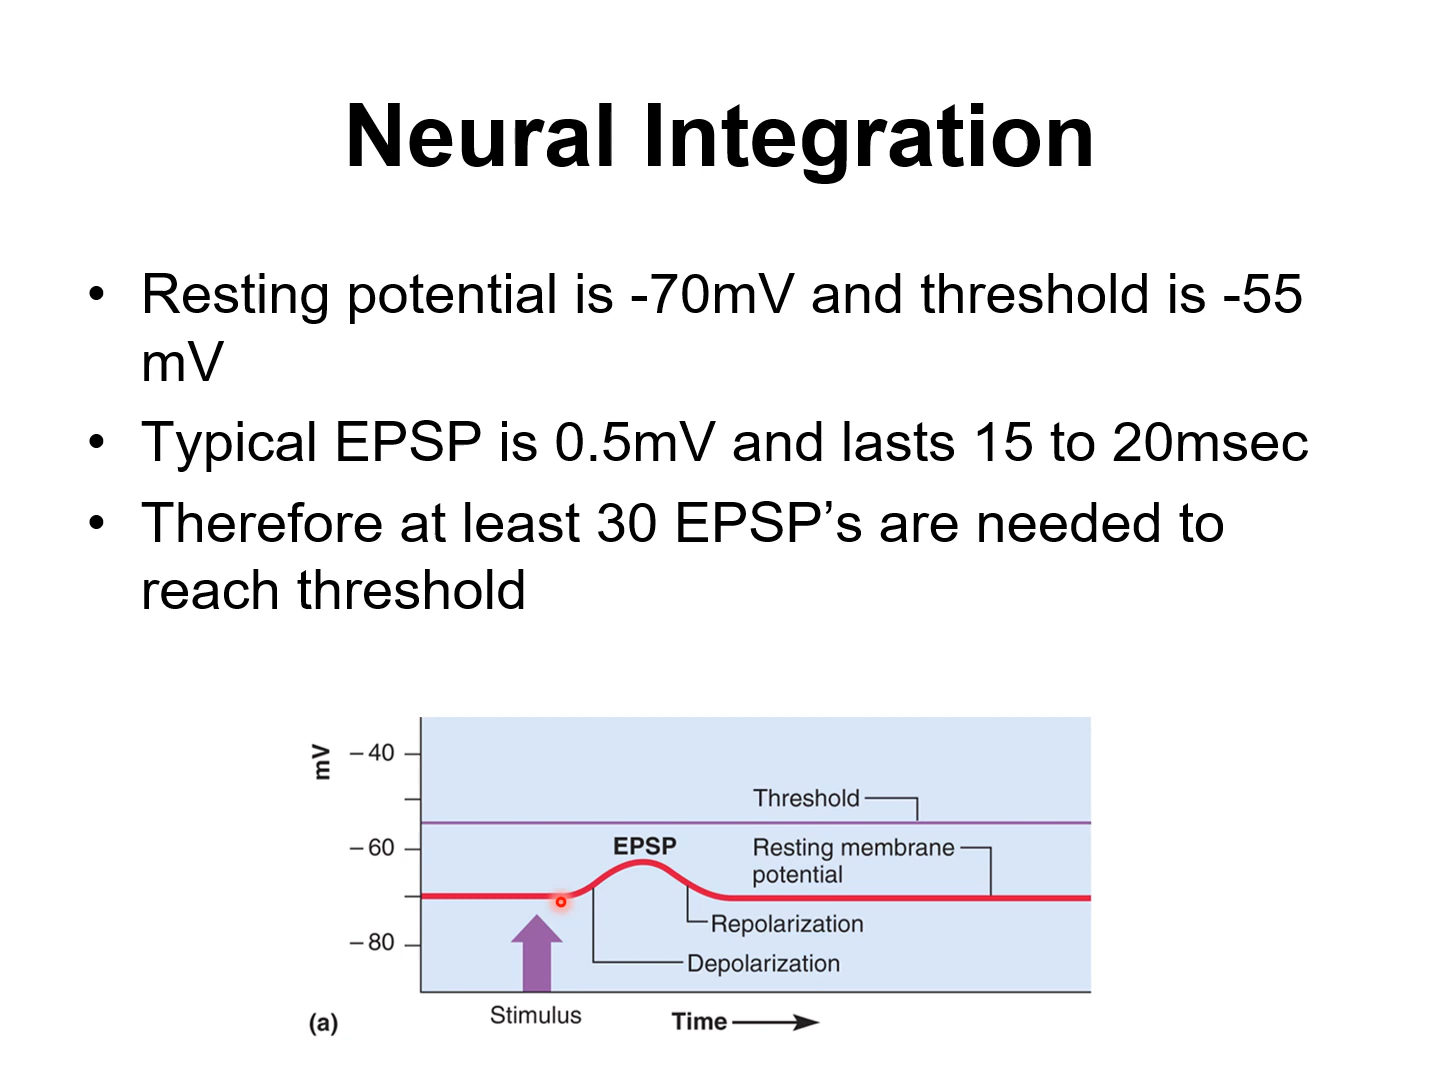 Neural Integration
• Resting potential is -70mV and threshold is -55
mV
• Typical EPSP is 0.5mV and lasts 15 to 20msec
• Therefore at least 30 EPSP’s are needed to
reach threshold
mV
–40
Threshold
–60
EPSP
Resting membrane
potential
Repolarization
–80
Depolarization
Stimulus
(a)
Time